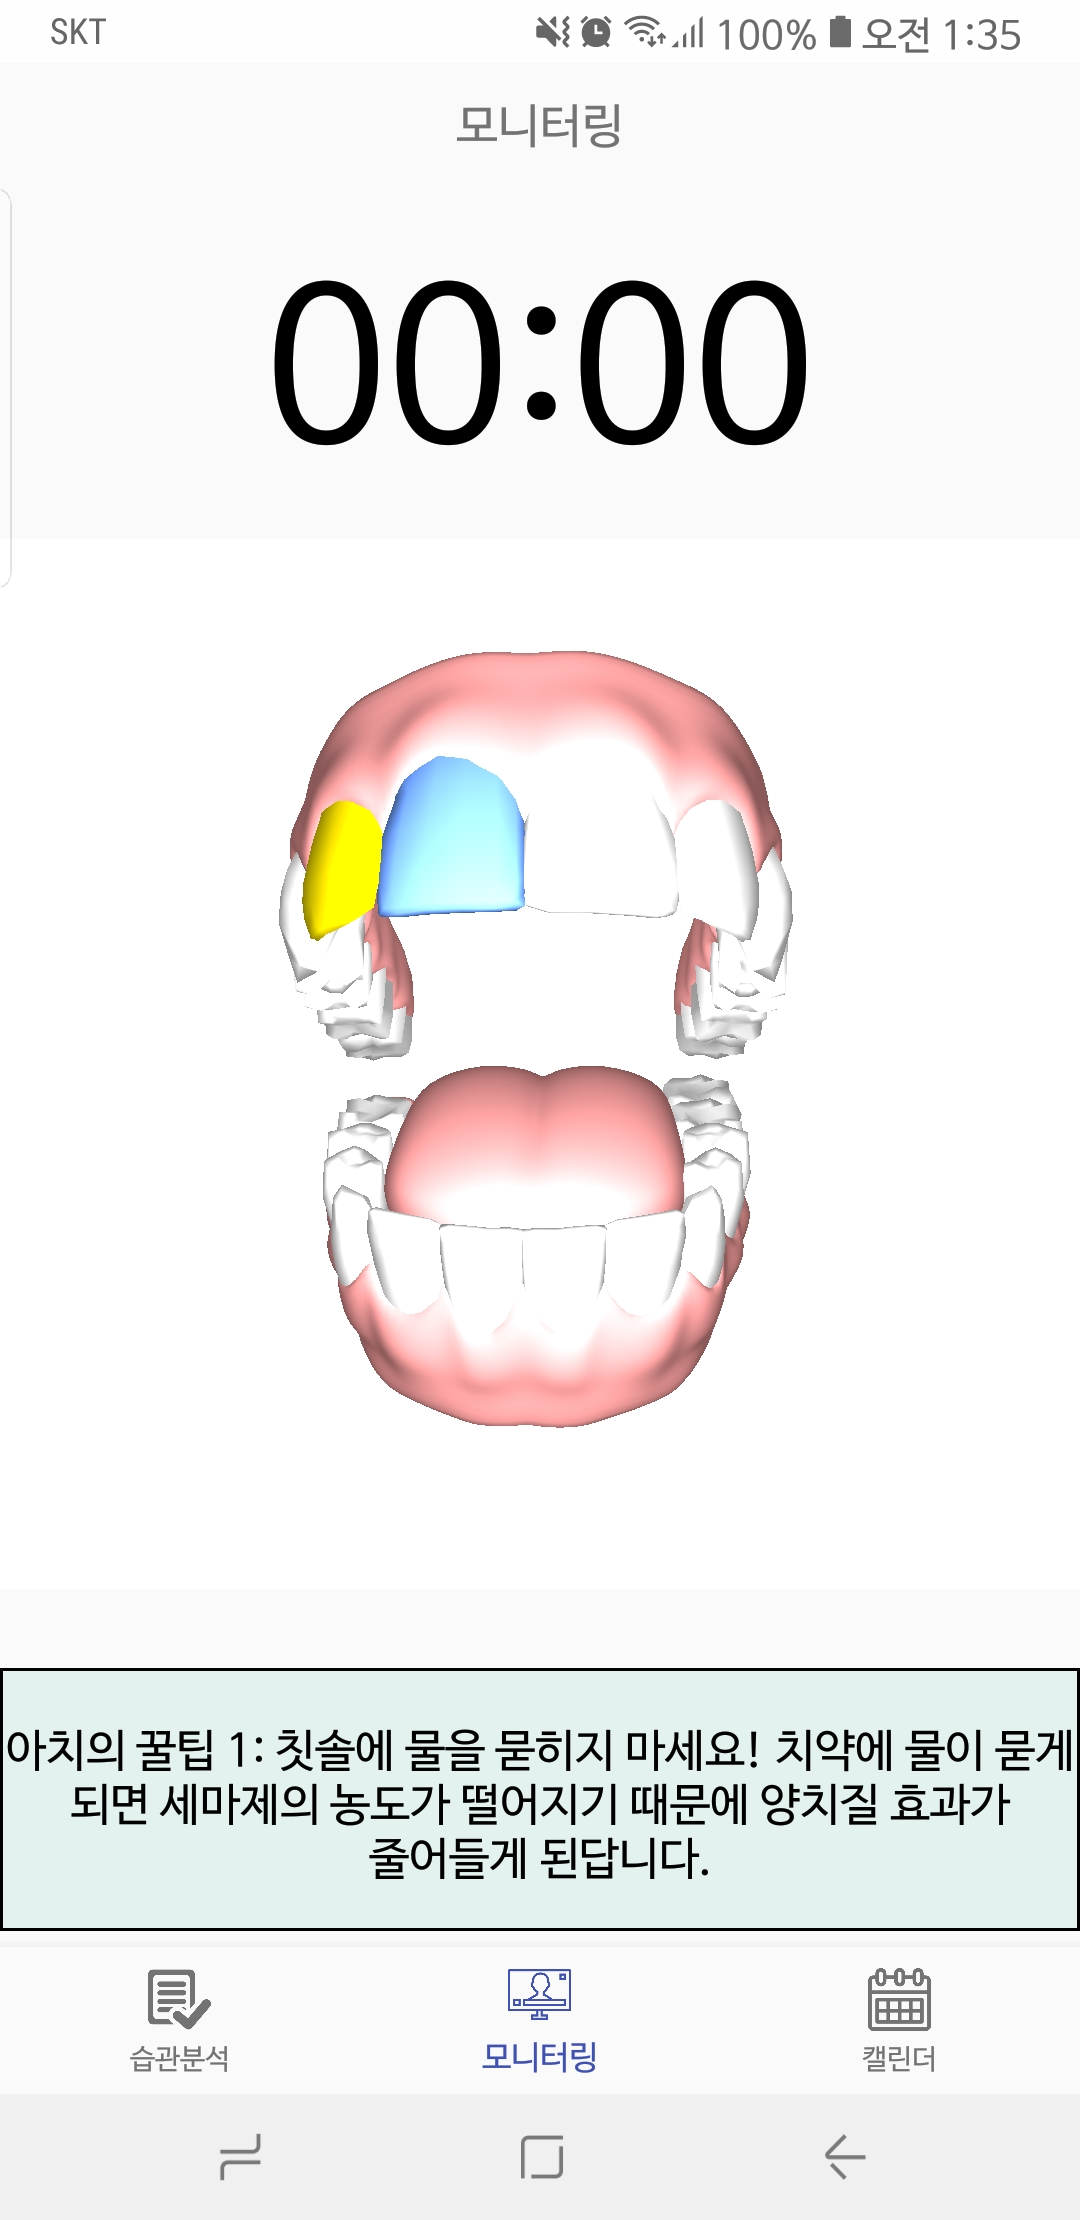 SKT 100% 오전 1:35
모니터링
00:00
아치의 꿀팁 1: 칫솔에 물을 묻히지 마세요! 치약에 물이 묻게
되면 세마제의 농도가 떨어지기 때문에 양치질 효과가
줄어들게 된답니다.
습관분석 모니터링 캘린더